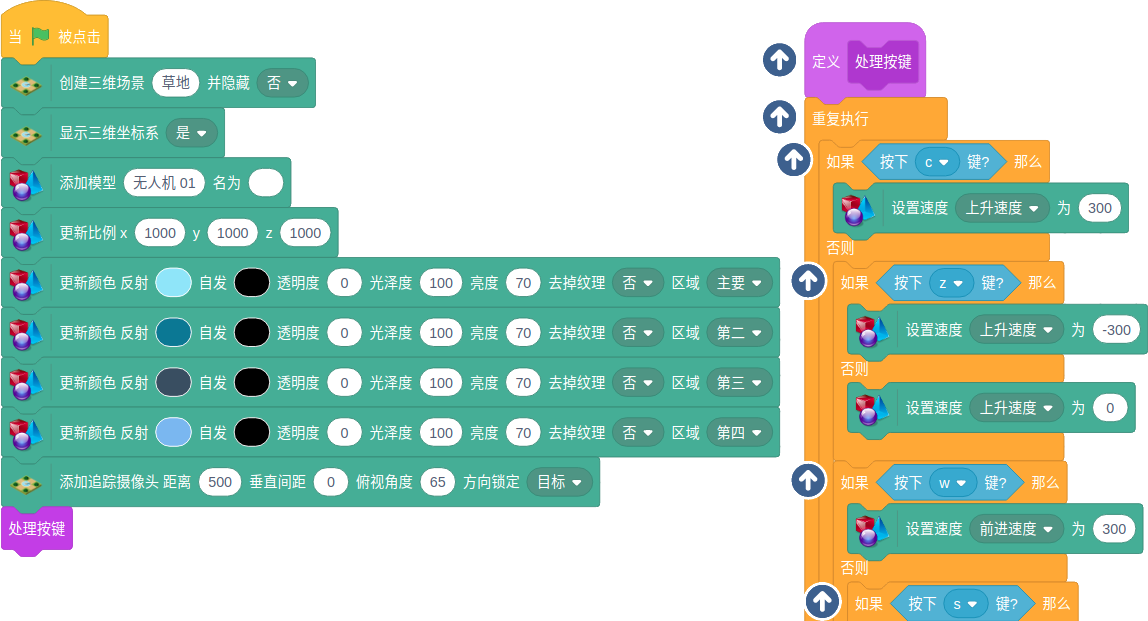 当 被点击
创建三维场景 草地 并隐藏 否
显示三维坐标系 是
添加模型 无人机 01 名为
更新比例 x 1000 y 1000 z 1000
更新颜色 反射 自发 透明度 0 光泽度 100 亮度 70 去掉纹理 否 区域 主要
更新颜色 反射 自发 透明度 0 光泽度 100 亮度 70 去掉纹理 否 区域 第二
更新颜色 反射 自发 透明度 0 光泽度 100 亮度 70 去掉纹理 否 区域 第三
更新颜色 反射 自发 透明度 0 光泽度 100 亮度 70 去掉纹理 否 区域 第四
添加追踪摄像头 距离 500 垂直间距 0 俯视角度 65 方向锁定 目标
处理按键
定义 处理按键
重复执行
如果 按下 c 键? 那么
设置速度 上升速度 为 300
否则
如果 按下 z 键? 那么
设置速度 上升速度 为 -300
否则
设置速度 上升速度 为 0
如果 按下 w 键? 那么
设置速度 前进速度 为 300
否则
如果 按下 s 键? 那么